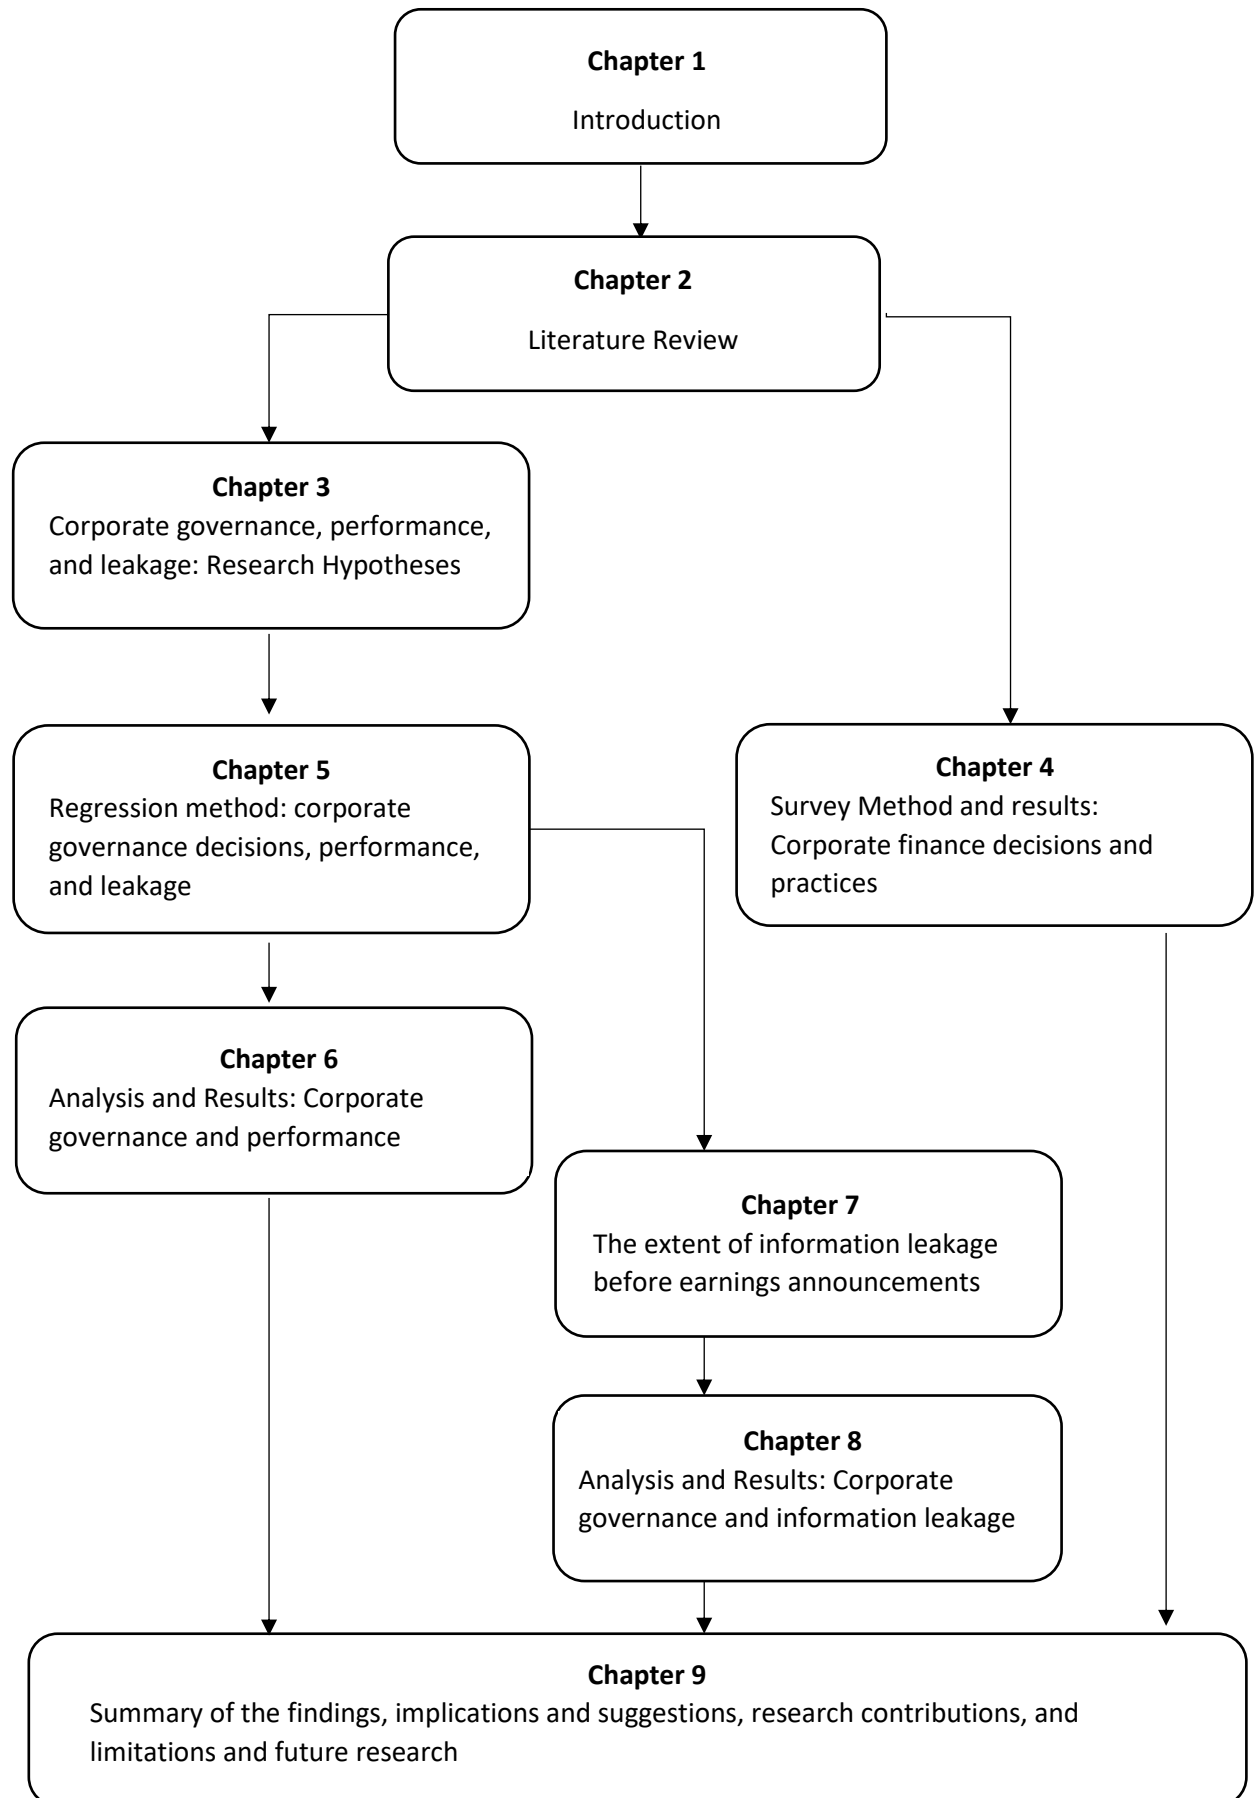 Chapter 1
Introduction
Chapter 2
Literature Review
Chapter 3
Corporate governance, performance,
and leakage: Research Hypotheses
Chapter 5
Regression method: corporate
governance decisions, performance,
and leakage
Chapter 4
Survey Method and results:
Corporate finance decisions and
practices
Chapter 6
Analysis and Results: Corporate
governance and performance
Chapter 7
The extent of information leakage
before earnings announcements
Chapter 8
Analysis and Results: Corporate
governance and information leakage
Chapter 9
Summary of the findings, implications and suggestions, research contributions, and
limitations and future research